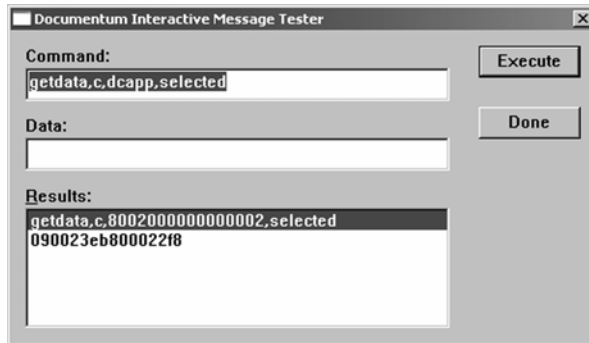 Documentum Interactive Message Tester
Command:
Execute
getdata,c,dcapp,selected
Data:
Done
Results:
getdata,c,8002000000000002,selected
090023eb800022f8